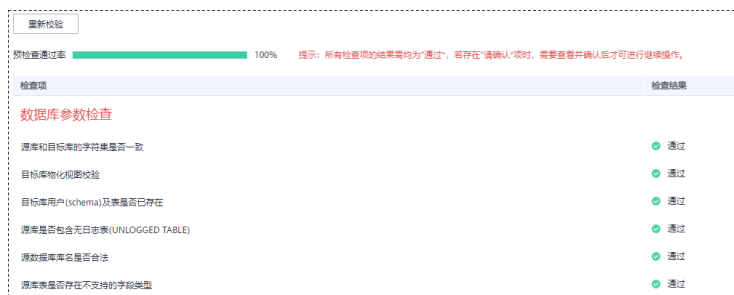 重新校验
预检查通过率 100% 提示：所有检查项的结果需均为"通过"，若存在"请确认"项时，需要查看并确认后才可进行继续操作。
检查项 检查结果
数据库参数检查
源库和目标库的字符集是否一致 通过
目标库物化视图校验 通过
目标库用户(schema)及表是否已存在 通过
源库是否包含无日志表(UNLOGGED TABLE) 通过
源数据库库名是否合法 通过
源库表是否存在不支持的字段类型 通过